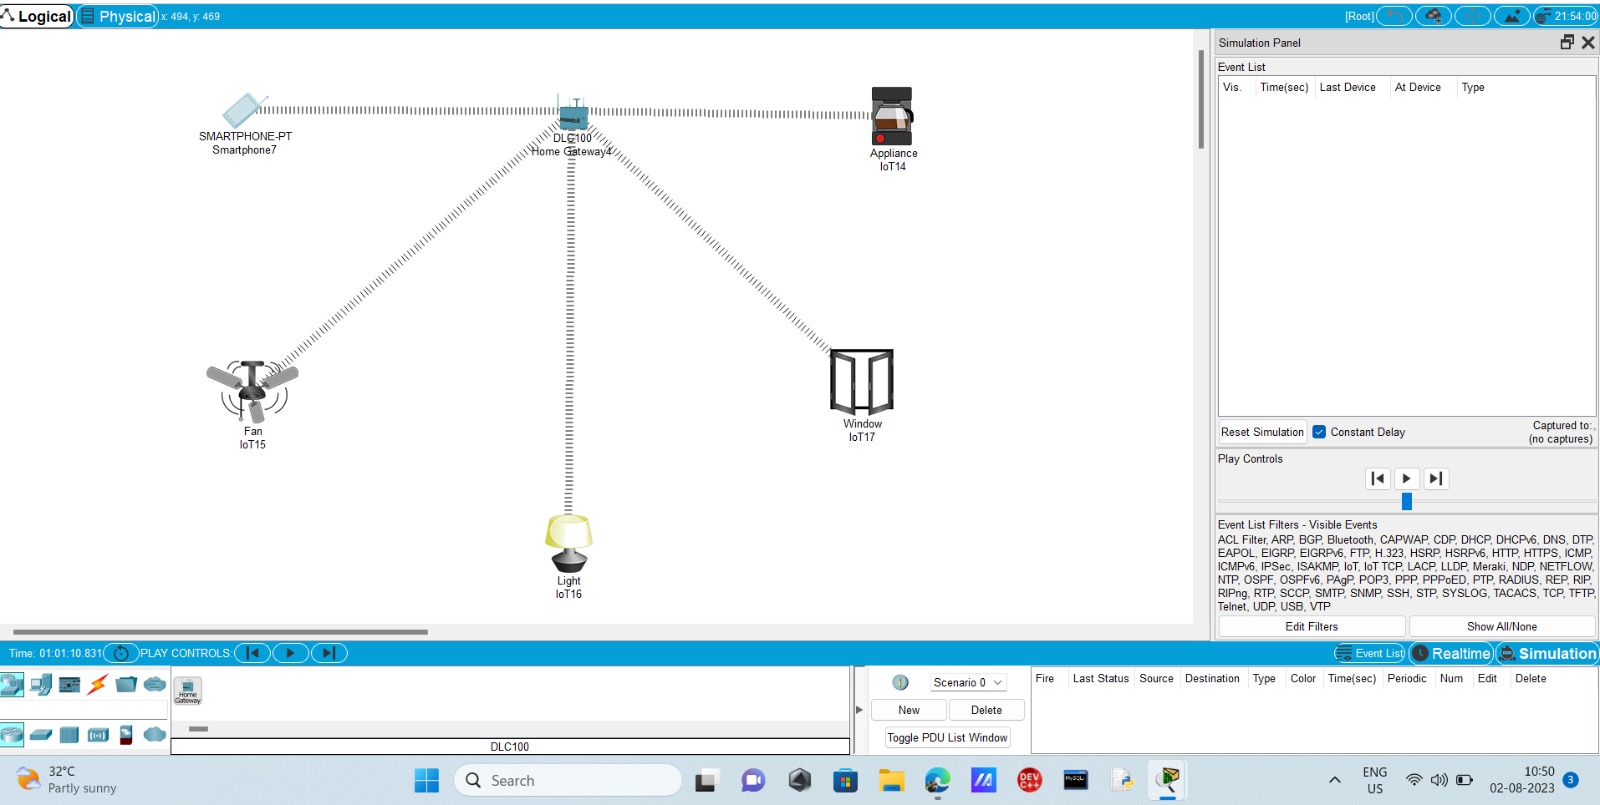 Logical Physical x: 494, y: 469 [Root] 21:54:00
SMARTPHONE-PT
Smartphone7
DLC100
Home Gateway4
Appliance
IoT14
Fan
IoT15
Window
IoT17
Light
IoT16
Simulation Panel
Event List
Vis. Time(sec) Last Device At Device Type
Reset Simulation Constant Delay Captured to:
(no captures)
Play Controls
Event List Filters - Visible Events
ACL Filter, ARP, BGP, Bluetooth, CAPWAP, CDP, DHCP, DHCPv6, DNS, DTP,
EAPOL, EIGRP, EIGRPv6, FTP, H.323, HSRP, HSRPv6, HTTP, HTTPS, ICMP,
ICMPv6, IPSec, ISAKMP, IoT, IoT TCP, LACP, LLDP, Meraki, NDP, NETFLOW,
NTP, OSPF, OSPFv6, PAgP, POP3, PPP, PPPoED, PTP, RADIUS, REP, RIP,
RIPng, RTP, SCCP, SMTP, SNMP, SSH, STP, SYSLOG, TACACS, TCP, TFTP,
Telnet, UDP, USB, VTP
Edit Filters Show All/None
Time: 01:01:10.831 PLAY CONTROLS: Event List Realtime Simulation
Home
Gateway
DLC100
Scenario 0
New Delete
Toggle PDU List Window
Fire Last Status Source Destination Type Color Time(sec) Periodic Num Edit Delete
32°C
Partly sunny
Search
DEV
C++
MySQL
ENG
US
10:50
02-08-2023
3